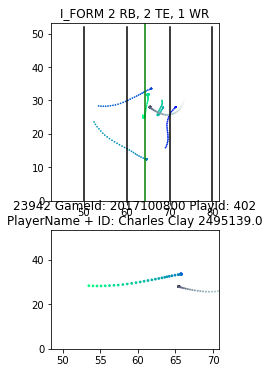 I_FORM 2 RB, 2 TE, 1 WR
50
40
30
20
10
0
50 60 70 80
23942 GameId: 2017100800 PlayId: 402
PlayerName + ID: Charles Clay 2495139.0
40
20
0
50 55 60 65 70